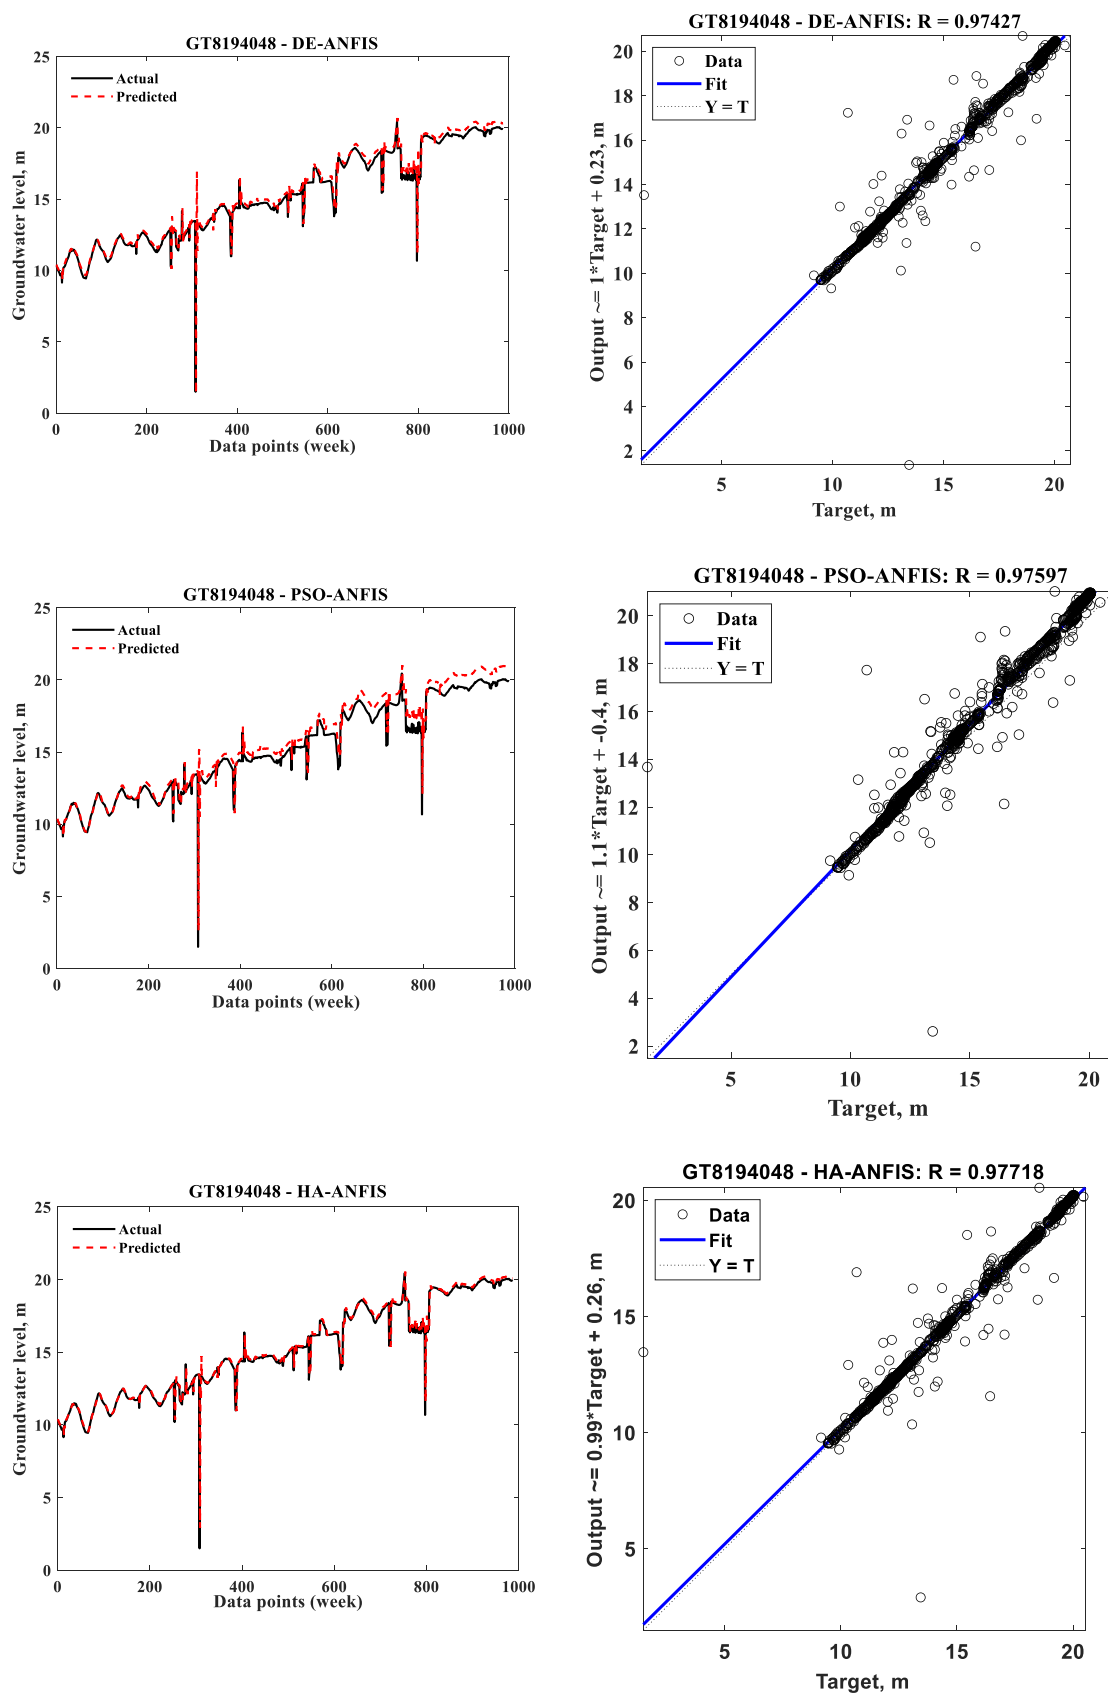 GT8194048 - DE-ANFIS
25
20
15
10
5
0
Groundwater level, m
Actual
Predicted
0 200 400 600 800 1000
Data points (week)
GT8194048 - DE-ANFIS: R = 0.97427
20
18
16
14
12
10
8
6
4
2
Output ~= 1*Target + 0.23, m
Data
Fit
Y = T
5 10 15 20
Target, m
GT8194048 - PSO-ANFIS
25
20
15
10
5
0
Groundwater level, m
Actual
Predicted
0 200 400 600 800 1000
Data points (week)
GT8194048 - PSO-ANFIS: R = 0.97597
20
18
16
14
12
10
8
6
4
2
Output ~= 1.1*Target + -0.4, m
Data
Fit
Y = T
5 10 15 20
Target, m
GT8194048 - HA-ANFIS
25
20
15
10
5
0
Groundwater level, m
Actual
Predicted
0 200 400 600 800 1000
Data points (week)
GT8194048 - HA-ANFIS: R = 0.97718
20
15
10
5
Output ~= 0.99*Target + 0.26, m
Data
Fit
Y = T
5 10 15 20
Target, m